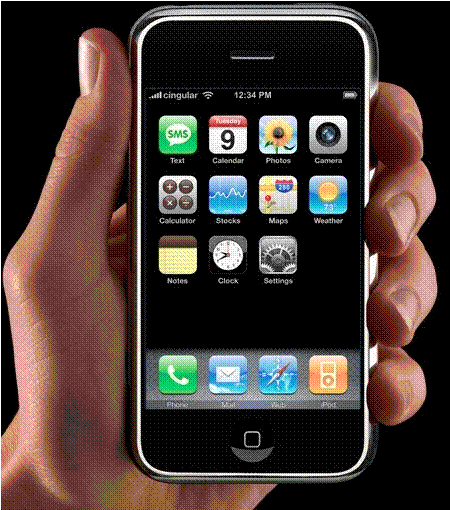 cingular 12:34 PM
SMS Tuesday 9 280
Text Calendar Photos Camera
73
Calculator Stocks Maps Weather
Notes Clock Settings
Phone Mail Web iPod